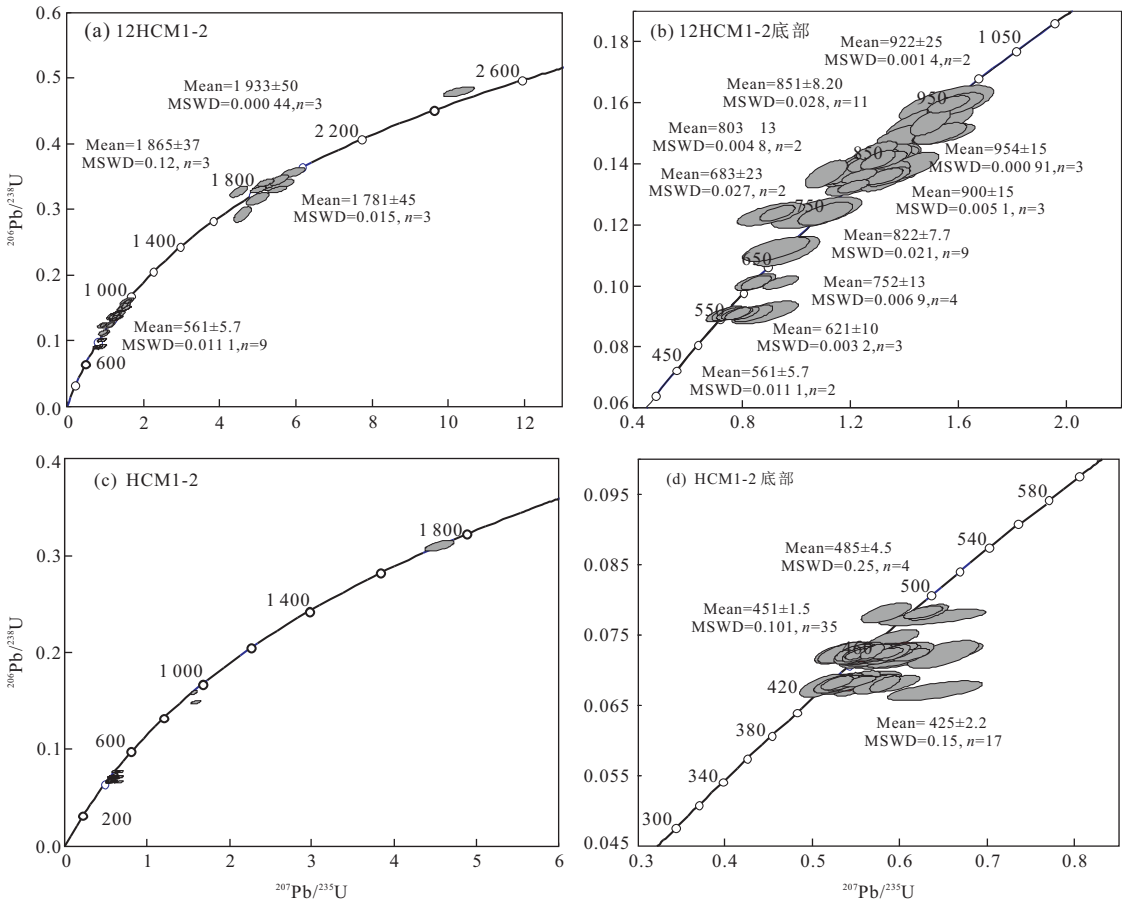 (a) 12HCM1-2
0.6
0.5
0.4
0.3
0.2
0.1
0.0
²⁰⁶Pb/²³⁸U
2 600
Mean=1 933±50
MSWD=0.000 44, n=3
2 200
Mean=1 865±37
MSWD=0.12, n=3
1 800
Mean=1 781±45
MSWD=0.015, n=3
1 400
1 000
Mean=561±5.7
MSWD=0.011 1, n=9
600
0 2 4 6 8 10 12
(b) 12HCM1-2底部
0.18
0.16
0.14
0.12
0.10
0.08
0.06
Mean=922±25
MSWD=0.001 4, n=2
1 050
Mean=851±8.20
MSWD=0.028, n=11
950
Mean=803 13
MSWD=0.004 8, n=2
850
Mean=954±15
MSWD=0.000 91, n=3
Mean=683±23
MSWD=0.027, n=2
Mean=900±15
MSWD=0.005 1, n=3
750
Mean=822±7.7
MSWD=0.021, n=9
650
Mean=752±13
MSWD=0.006 9, n=4
550
Mean= 621±10
MSWD=0.003 2, n=3
450
Mean=561±5.7
MSWD=0.011 1, n=2
0.4 0.8 1.2 1.6 2.0
(c) HCM1-2
0.4
0.3
0.2
0.1
0.0
²⁰⁶Pb/²³⁸U
1 800
1 400
1 000
600
200
0 1 2 3 4 5 6
²⁰⁷Pb/²³⁵U
(d) HCM1-2 底部
0.095
0.085
0.075
0.065
0.055
0.045
580
540
Mean=485±4.5
MSWD=0.25, n=4
500
Mean=451±1.5
MSWD=0.101, n=35
460
420
Mean= 425±2.2
MSWD=0.15, n=17
380
340
300
0.4 0.5 0.6 0.7 0.8
²⁰⁷Pb/²³⁵U